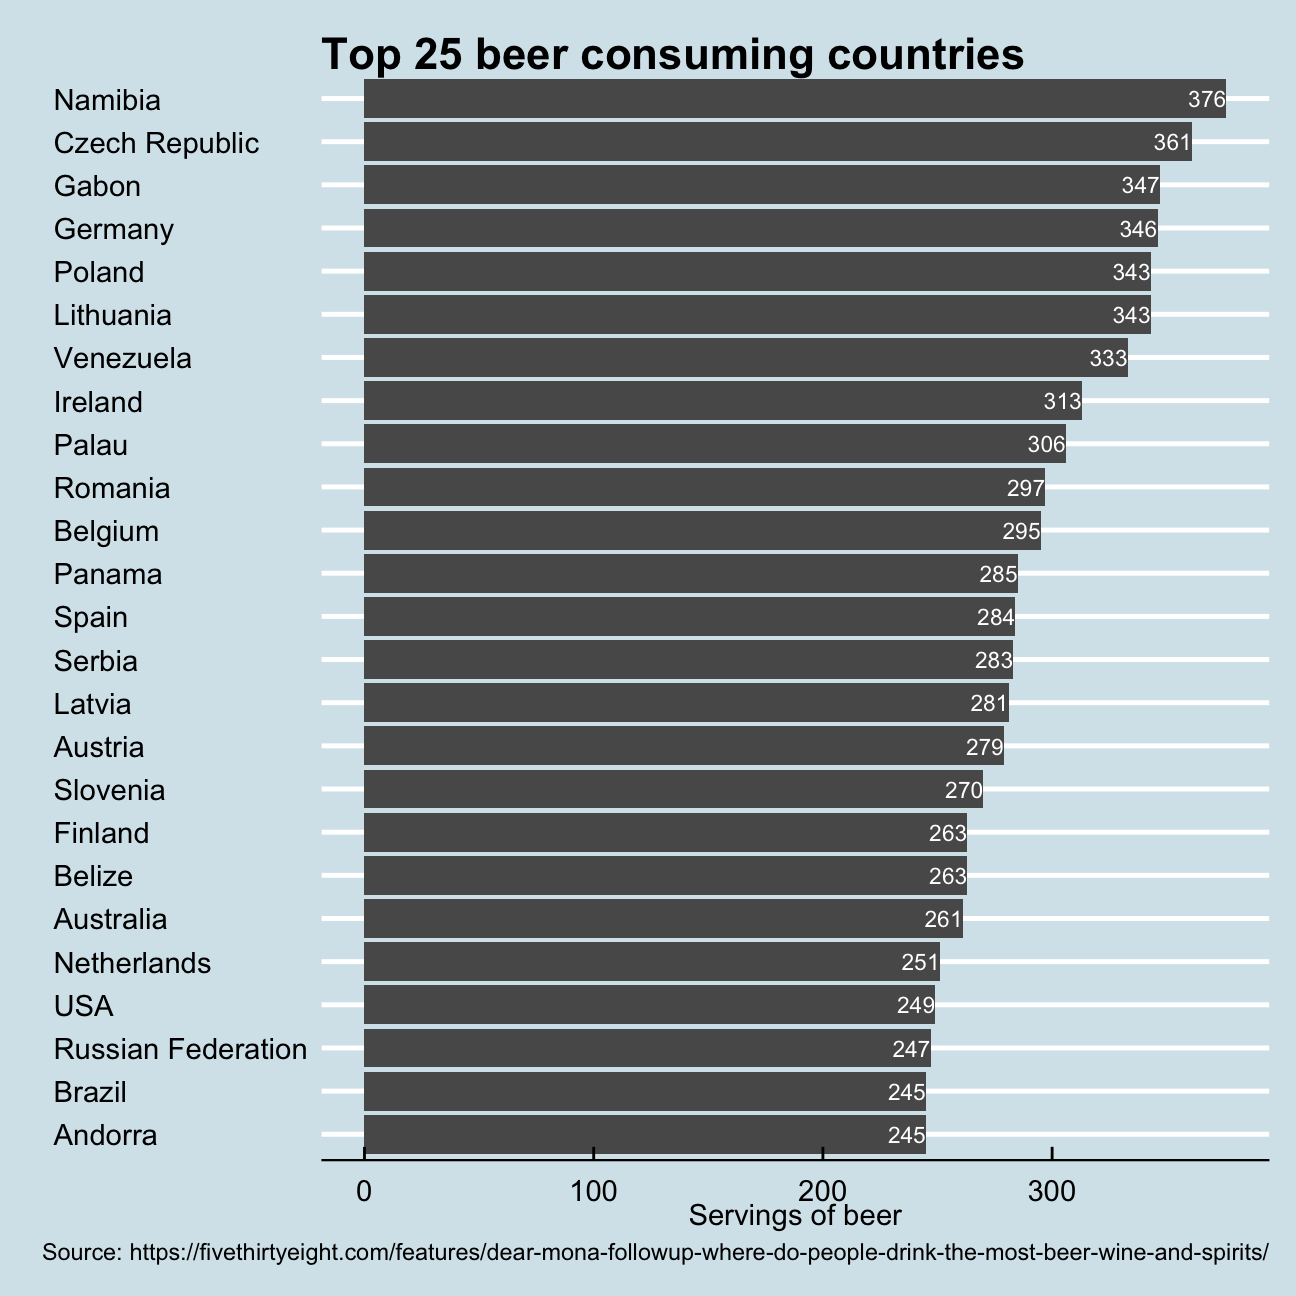 Top 25 beer consuming countries
Namibia 376
Czech Republic 361
Gabon 347
Germany 346
Poland 343
Lithuania 343
Venezuela 333
Ireland 313
Palau 306
Romania 297
Belgium 295
Panama 285
Spain 284
Serbia 283
Latvia 281
Austria 279
Slovenia 270
Finland 263
Belize 263
Australia 261
Netherlands 251
USA 249
Russian Federation 247
Brazil 245
Andorra 245
0 100 200 300
Servings of beer
Source: https://fivethirtyeight.com/features/dear-mona-followup-where-do-people-drink-the-most-beer-wine-and-spirits/